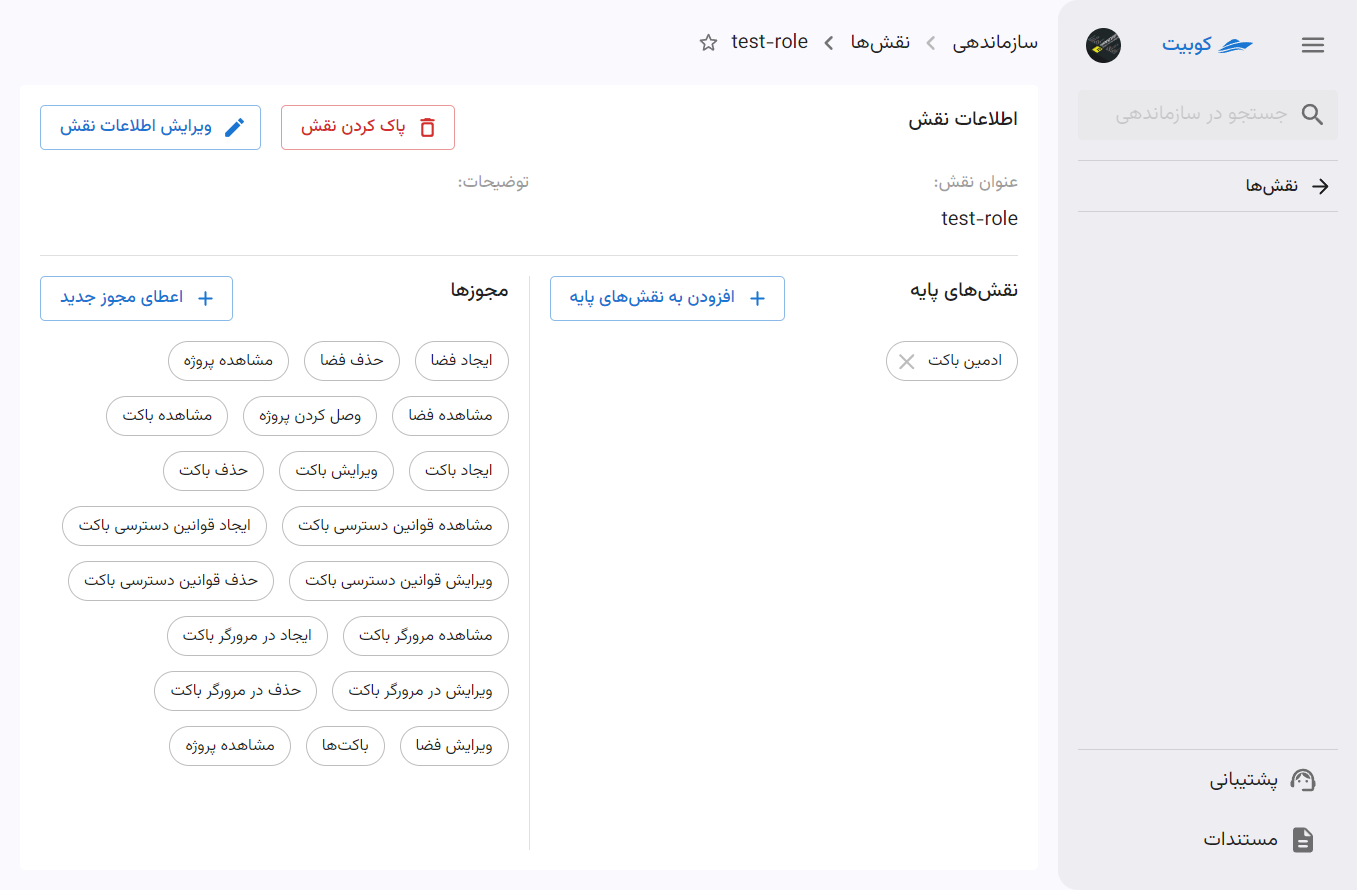 کوبیت
جستجو در سازماندهی
نقش‌ها
پشتیبانی
مستندات
سازماندهی
نقش‌ها
test-role
اطلاعات نقش
پاک کردن نقش
ویرایش اطلاعات نقش
عنوان نقش:
test-role
توضیحات:
نقش‌های پایه
افزودن به نقش‌های پایه
ادمین باکت
مجوزها
اعطای مجوز جدید
ایجاد فضا
حذف فضا
مشاهده پروژه
مشاهده فضا
وصل کردن پروژه
مشاهده باکت
ایجاد باکت
ویرایش باکت
حذف باکت
مشاهده قوانین دسترسی باکت
ایجاد قوانین دسترسی باکت
ویرایش قوانین دسترسی باکت
حذف قوانین دسترسی باکت
مشاهده مرورگر باکت
ایجاد در مرورگر باکت
ویرایش در مرورگر باکت
حذف در مرورگر باکت
ویرایش فضا
باکت‌ها
مشاهده پروژه